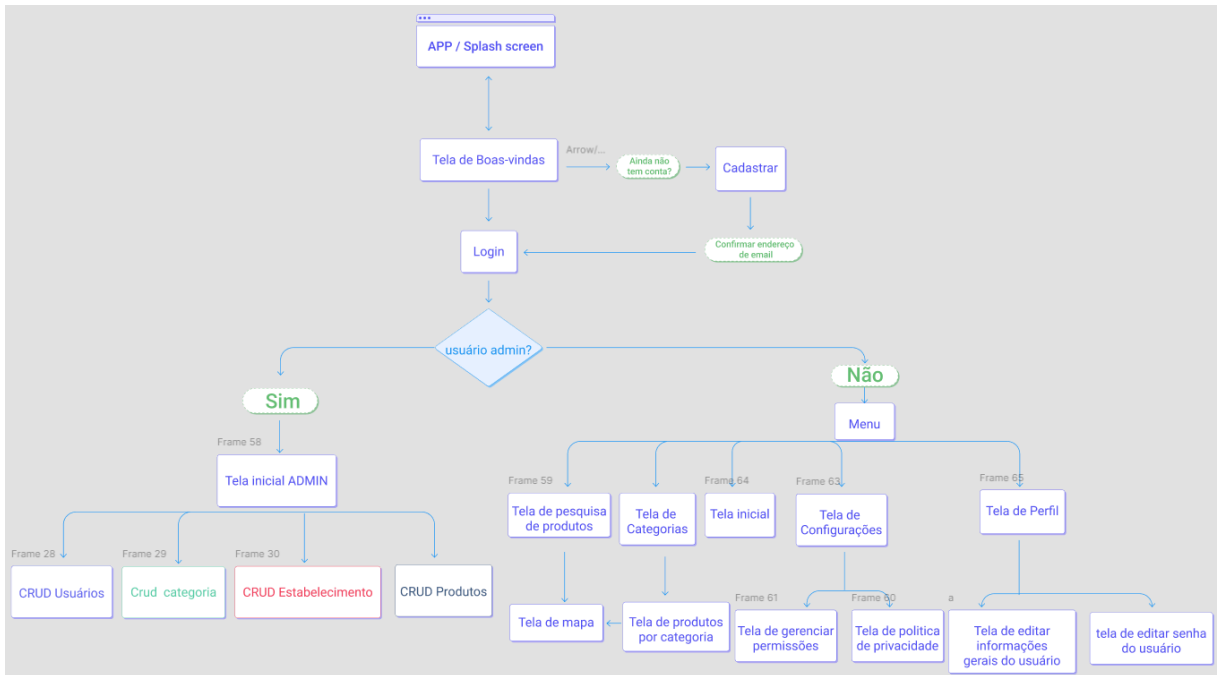 APP / Splash screen
Tela de Boas-vindas
Arrow/...
Ainda não
tem conta?
Cadastrar
Login
Confirmar endereço
de email
usuário admin?
Sim
Não
Menu
Frame 58
Tela inicial ADMIN
Frame 59
Tela de pesquisa
de produtos
Tela de
Categorias
Frame 64
Tela inicial
Frame 63
Tela de
Configurações
Frame 65
Tela de Perfil
Frame 28
CRUD Usuários
Frame 29
Crud categoria
Frame 30
CRUD Estabelecimento
CRUD Produtos
Tela de mapa
Tela de produtos
por categoria
Frame 61
Tela de gerenciar
permissões
Frame 60
Tela de politica
de privacidade
a
Tela de editar
informações
gerais do usuário
tela de editar senha
do usuário